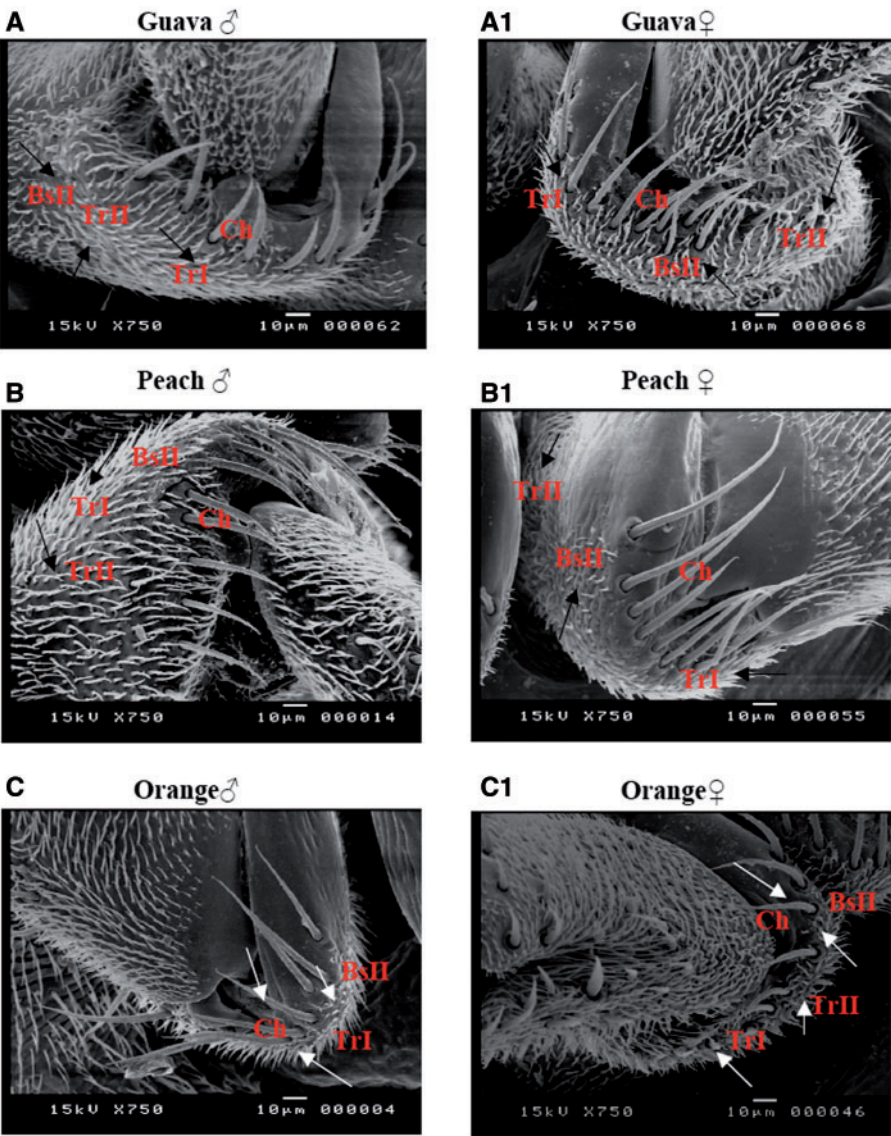 A
Guava ♂
A1
Guava♀
BsII
TrII
Ch
TrI
15kV X750 10μm 000062
TrI
Ch
TrII
BsII
15kV X750 10μm 000068
B
Peach ♂
B1
Peach ♀
BsII
TrI
Ch
TrII
15kV X750 10μm 000014
TrII
BsII
Ch
TrI
15kV X750 10μm 000055
C
Orange♂
C1
Orange♀
BsII
Ch
TrI
15kV X750 10μm 000004
Ch
BsII
TrII
TrI
15kV X750 10μm 000046